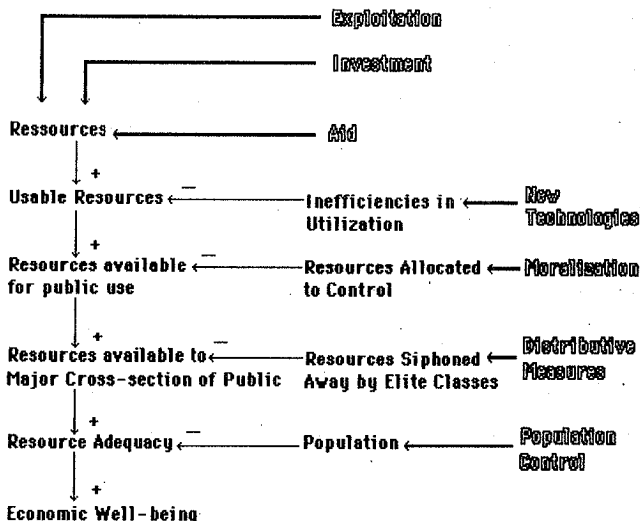 Exploitation
Investment
Ressources
Aid
+
Usable Resources
−
Inefficiencies in
Utilization
New
Technologies
+
Resources available
for public use
−
Resources Allocated
to Control
Moralization
+
Resources available to
Major Cross-section of Public
−
Resources Siphoned
Away by Elite Classes
Distributive
Measures
+
Resource Adequacy
−
Population
Population
Control
+
Economic Well-being